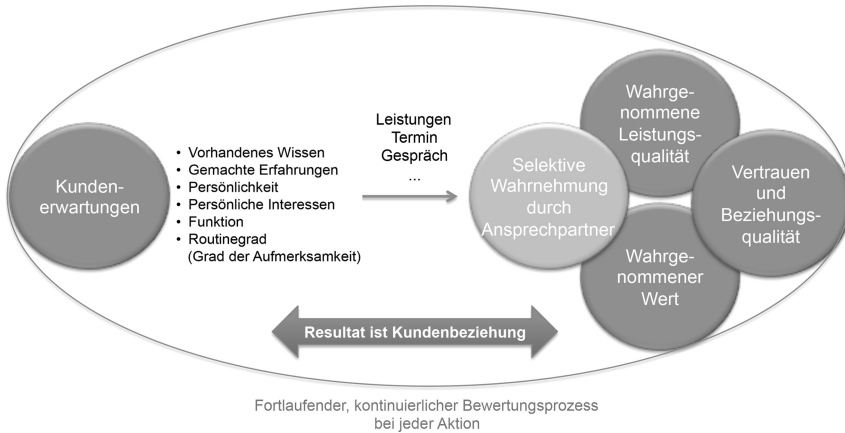 Kunden-
erwartungen
• Vorhandenes Wissen
• Gemachte Erfahrungen
• Persönlichkeit
• Persönliche Interessen
• Funktion
• Routinegrad
(Grad der Aufmerksamkeit)
Leistungen
Termin
Gespräch
...
Selektive
Wahrnehmung
durch
Ansprechpartner
Wahrge-
nommene
Leistungs-
qualität
Vertrauen
und
Beziehungs-
qualität
Wahrge-
nommener
Wert
Resultat ist Kundenbeziehung
Fortlaufender, kontinuierlicher Bewertungsprozess
bei jeder Aktion